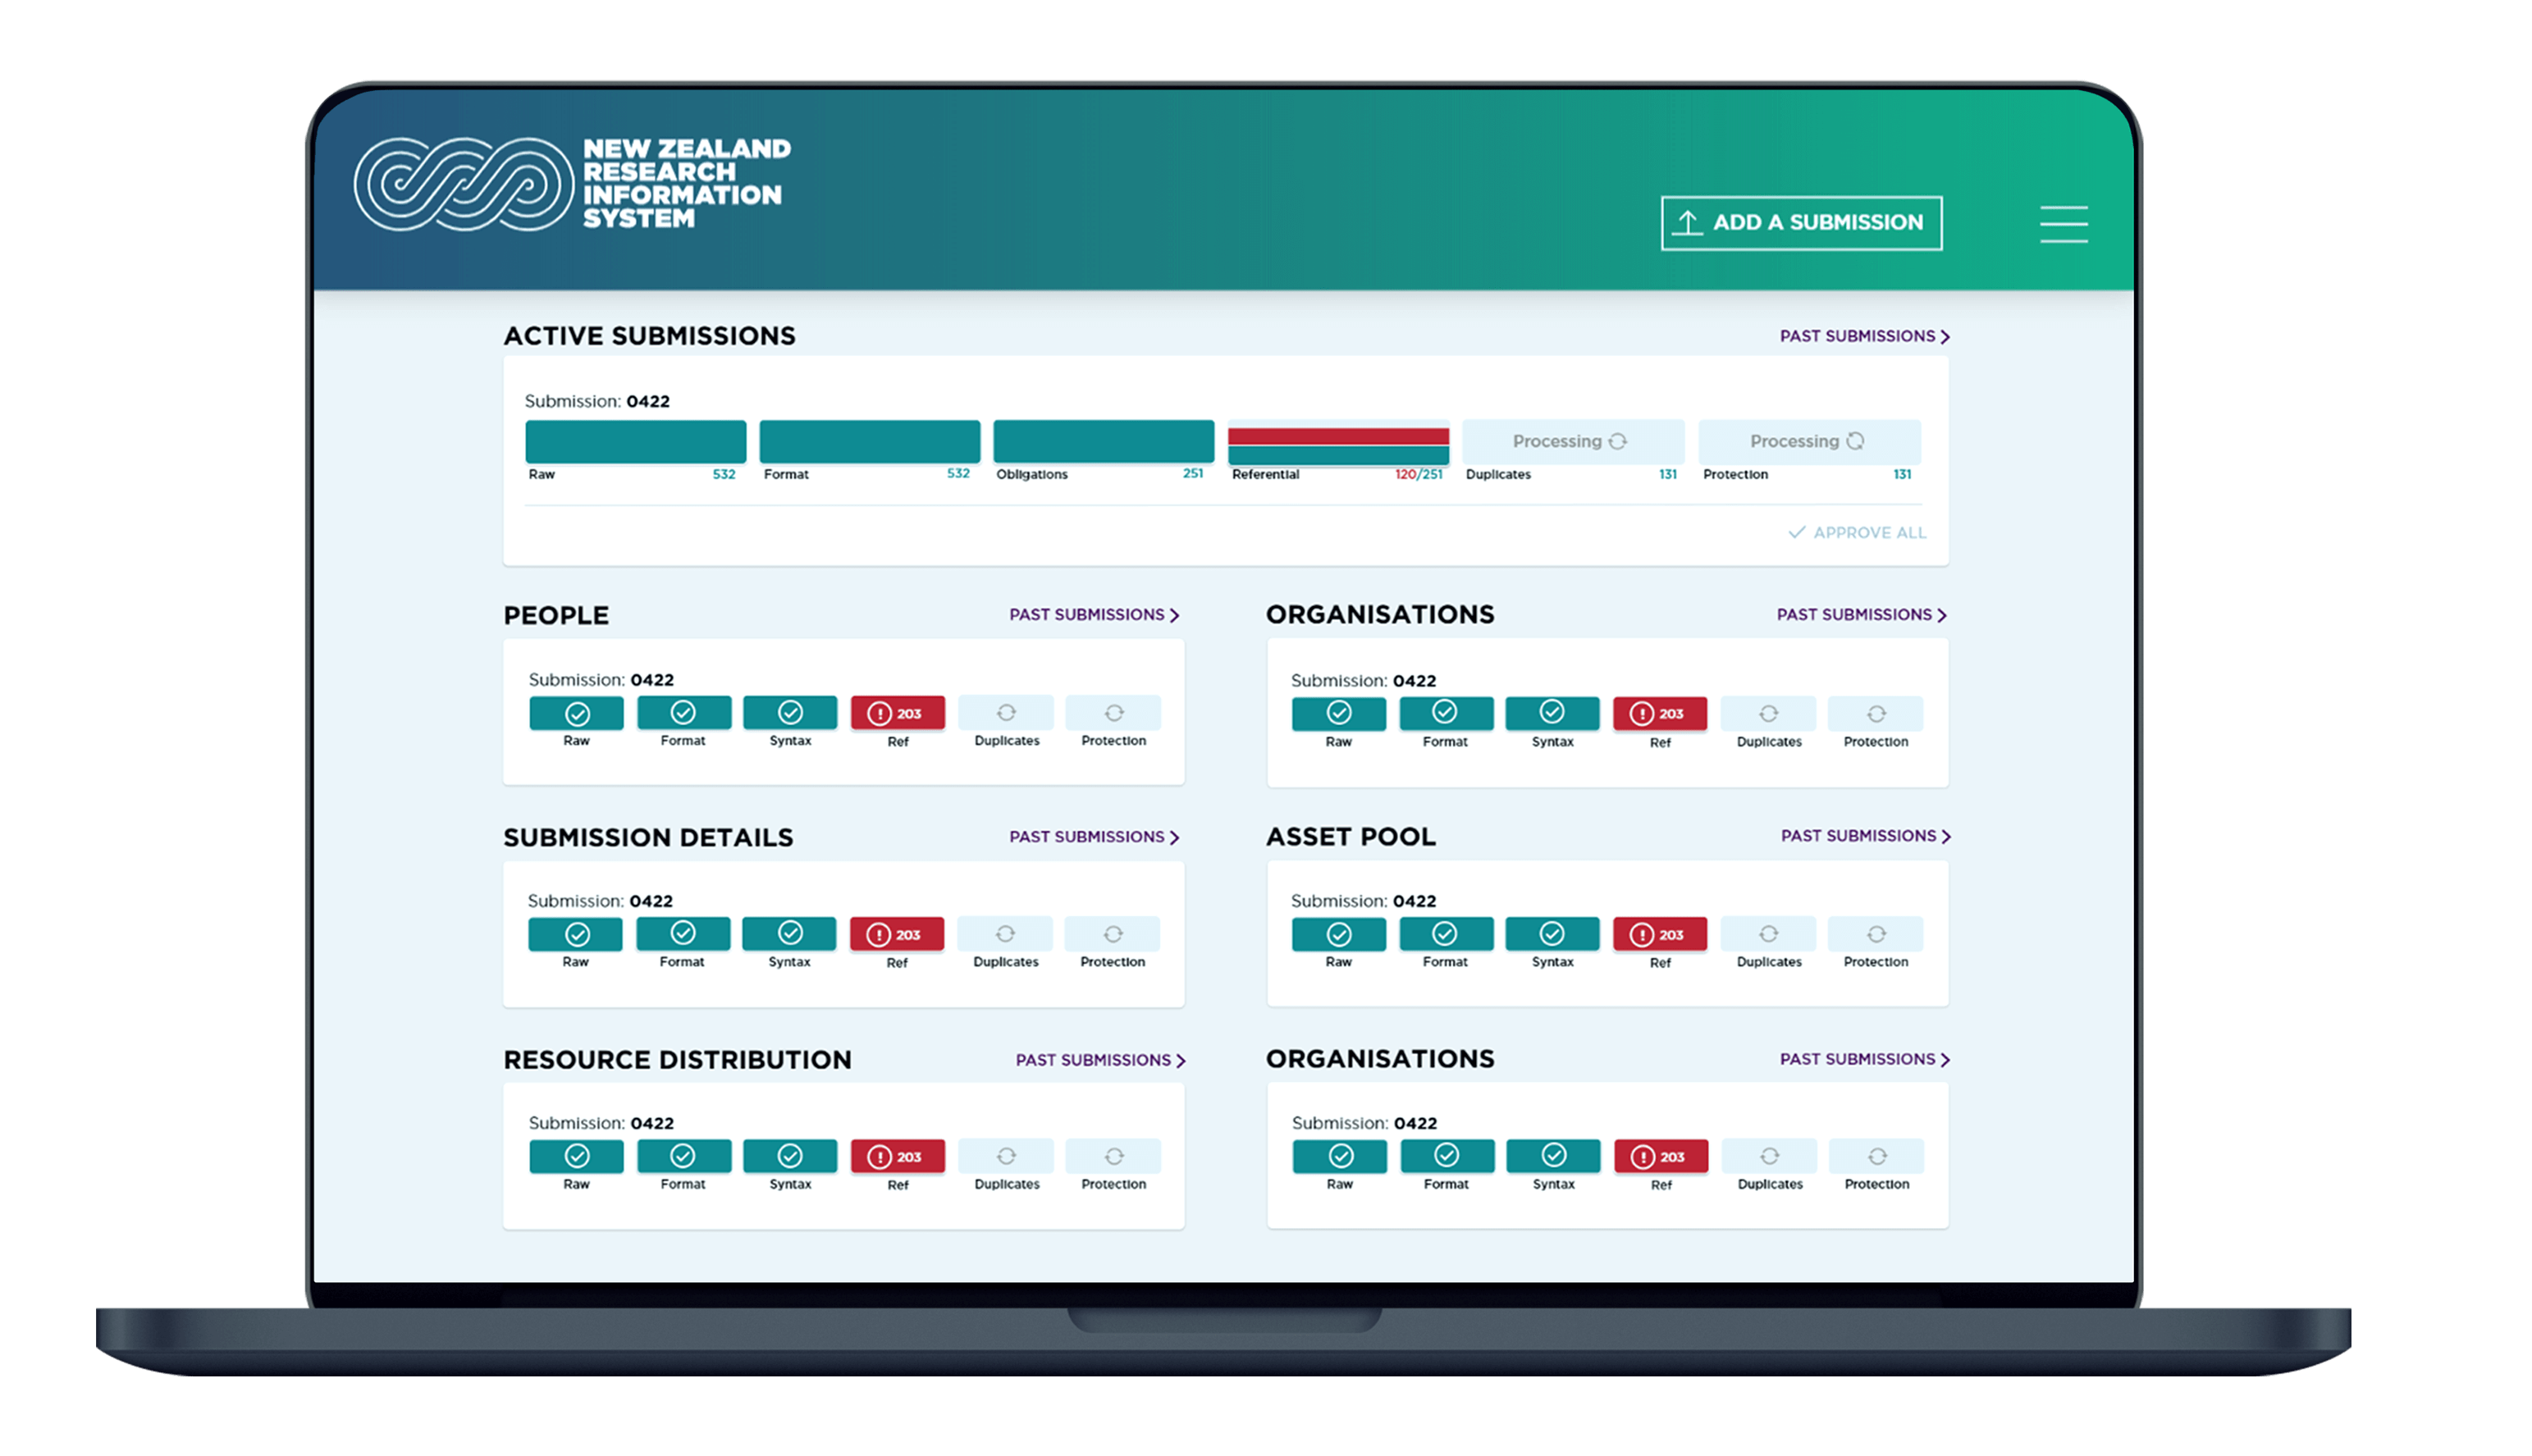 NEW ZEALAND
RESEARCH
INFORMATION
SYSTEM
ADD A SUBMISSION
ACTIVE SUBMISSIONS
PAST SUBMISSIONS
Submission: 0422
Processing
Processing
Raw 532
Format 532
Obligations 251
Referential 120/251
Duplicates 131
Protection 131
APPROVE ALL
PEOPLE
PAST SUBMISSIONS
Submission: 0422
203
Raw Format Syntax Ref Duplicates Protection
ORGANISATIONS
PAST SUBMISSIONS
Submission: 0422
203
Raw Format Syntax Ref Duplicates Protection
SUBMISSION DETAILS
PAST SUBMISSIONS
Submission: 0422
203
Raw Format Syntax Ref Duplicates Protection
ASSET POOL
PAST SUBMISSIONS
Submission: 0422
203
Raw Format Syntax Ref Duplicates Protection
RESOURCE DISTRIBUTION
PAST SUBMISSIONS
Submission: 0422
203
Raw Format Syntax Ref Duplicates Protection
ORGANISATIONS
PAST SUBMISSIONS
Submission: 0422
203
Raw Format Syntax Ref Duplicates Protection